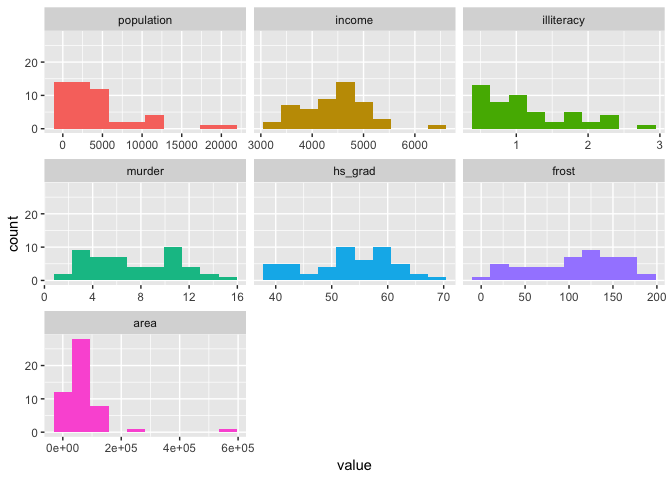 population income illiteracy
20
10
0
0 5000 10000 15000 20000 3000 4000 5000 6000 1 2 3
murder hs_grad frost
20
10
0
0 4 8 12 16 40 50 60 70 0 50 100 150 200
area
20
10
0
0e+00 2e+05 4e+05 6e+05
count
value